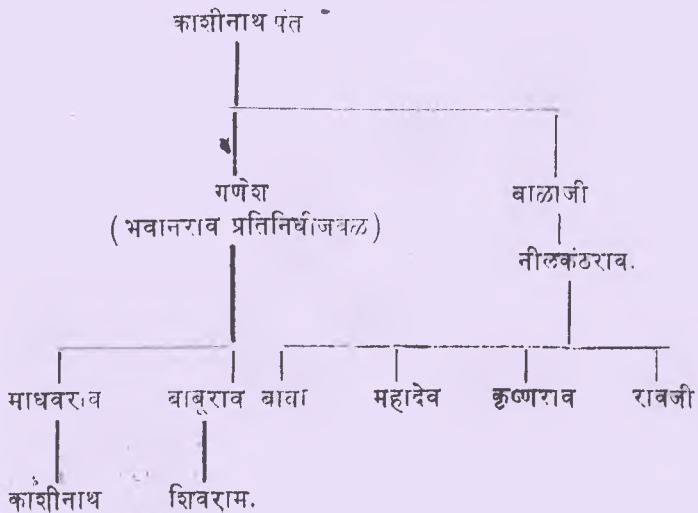 काशीनाथ पंत
गणेश बाळाजी
(भवानराव प्रतिनिधीजवळ)
नीलकंठराव.
माधवराव बाबूराव बावा महादेव कृष्णराव रावजी
काशीनाथ शिवराम.